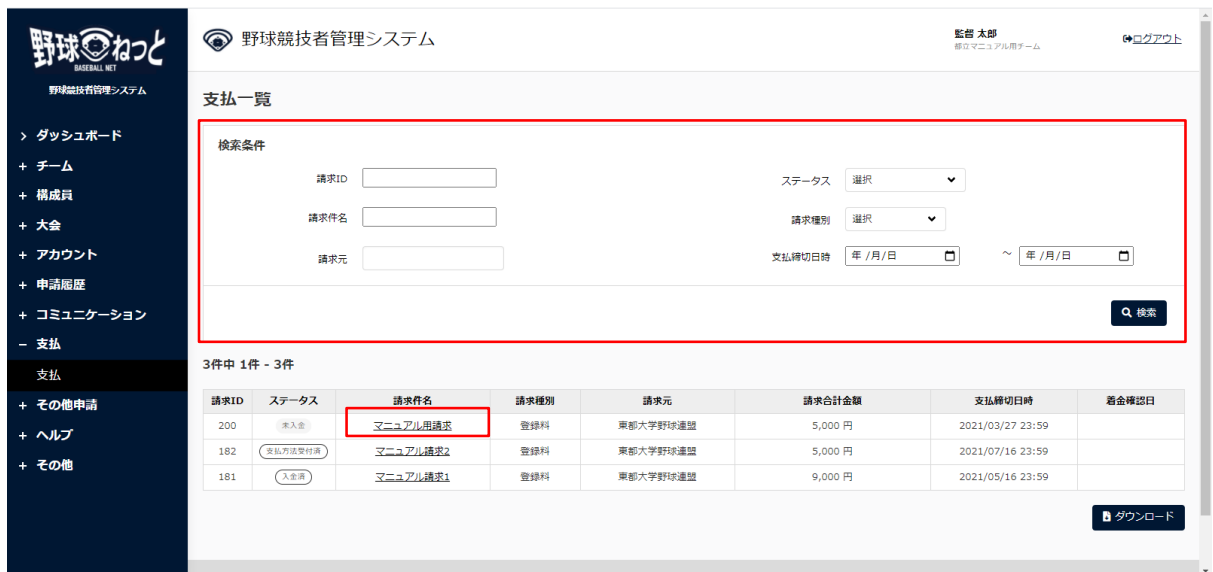 野球ねっと
BASEBALL NET
野球競技者管理システム
野球競技者管理システム
監督 太郎
都立マニュアル用チーム
ログアウト
> ダッシュボード
+ チーム
+ 構成員
+ 大会
+ アカウント
+ 申請履歴
+ コミュニケーション
− 支払
支払
+ その他申請
+ ヘルプ
+ その他
支払一覧
検索条件
請求ID
ステータス 選択
請求件名
請求種別 選択
請求元
支払締切日時 年 /月/日 ~ 年 /月/日
検索
3件中 1件 - 3件
請求ID ステータス 請求件名 請求種別 請求元 請求合計金額 支払締切日時 着金確認日
200 未入金 マニュアル用請求 登録料 東都大学野球連盟 5,000 円 2021/03/27 23:59
182 支払方法受付済 マニュアル請求2 登録料 東都大学野球連盟 5,000 円 2021/07/16 23:59
181 入金済 マニュアル請求1 登録料 東都大学野球連盟 9,000 円 2021/05/16 23:59
ダウンロード